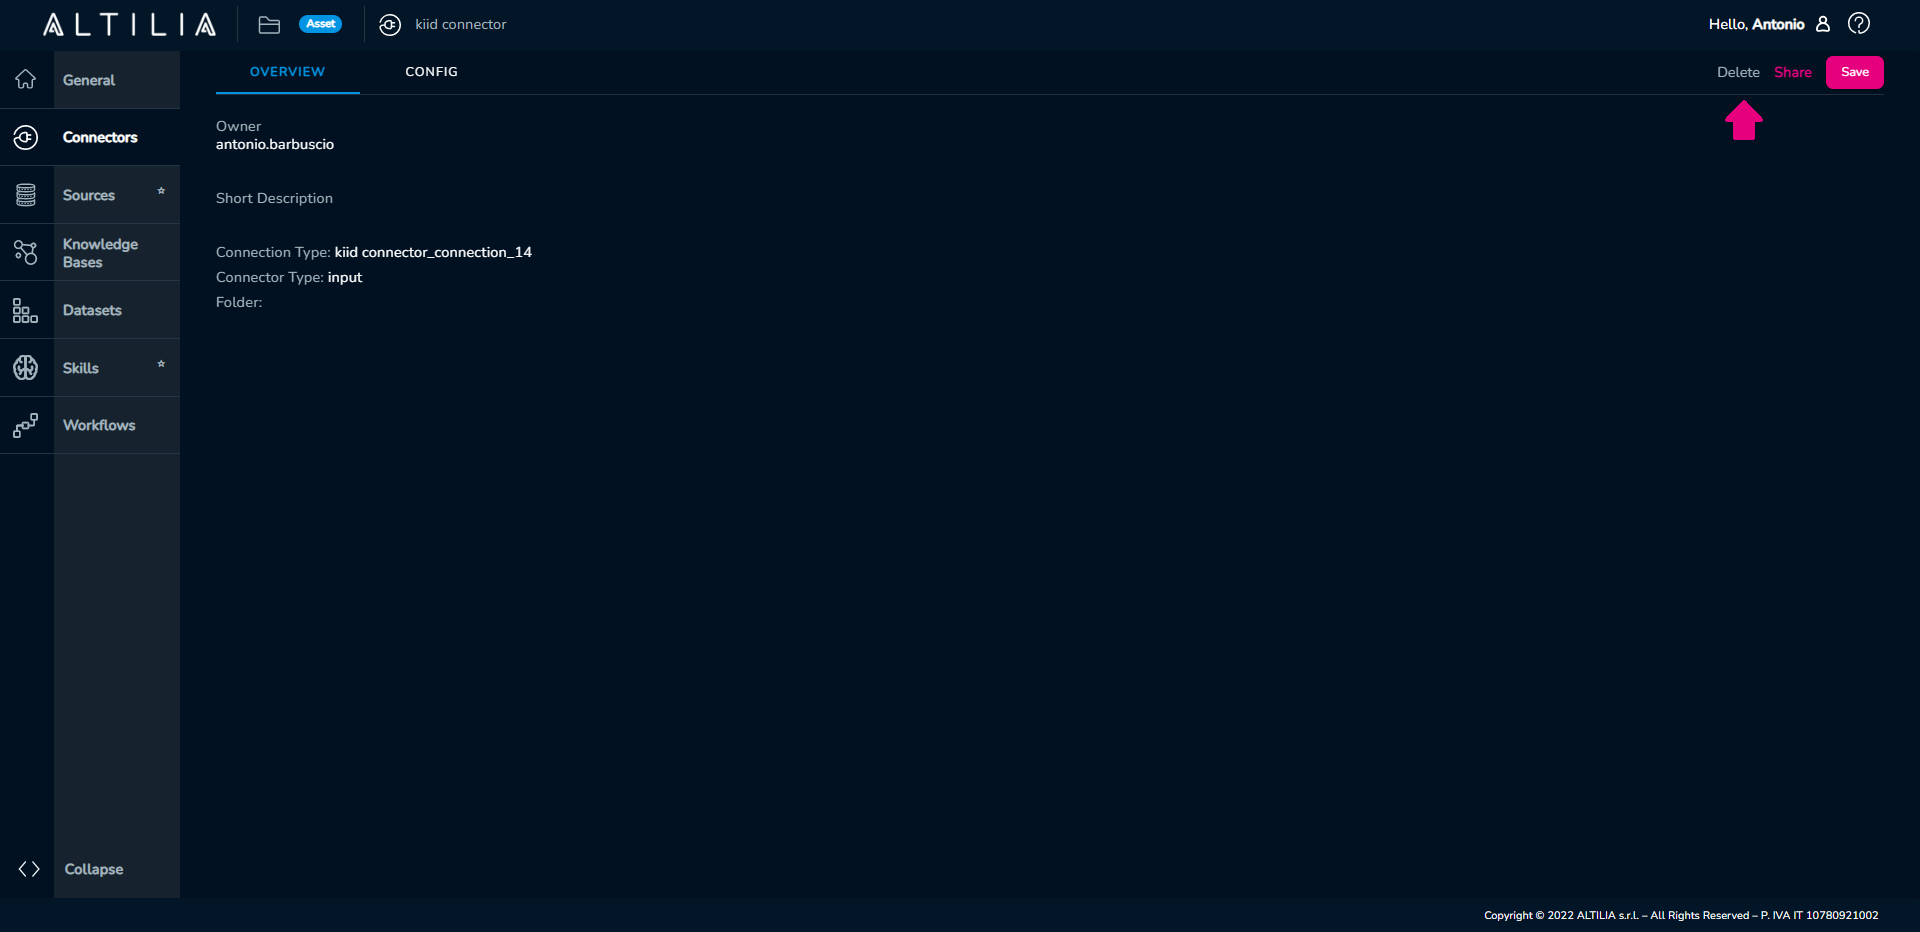 ALTILIA
Asset
kiid connector
Hello, Antonio
General
Connectors
Sources
Knowledge
Bases
Datasets
Skills
Workflows
Collapse
OVERVIEW
CONFIG
Delete
Share
Save
Owner
antonio.barbuscio
Short Description
Connection Type: kiid connector_connection_14
Connector Type: input
Folder:
Copyright © 2022 ALTILIA s.r.l. – All Rights Reserved – P. IVA IT 10780921002